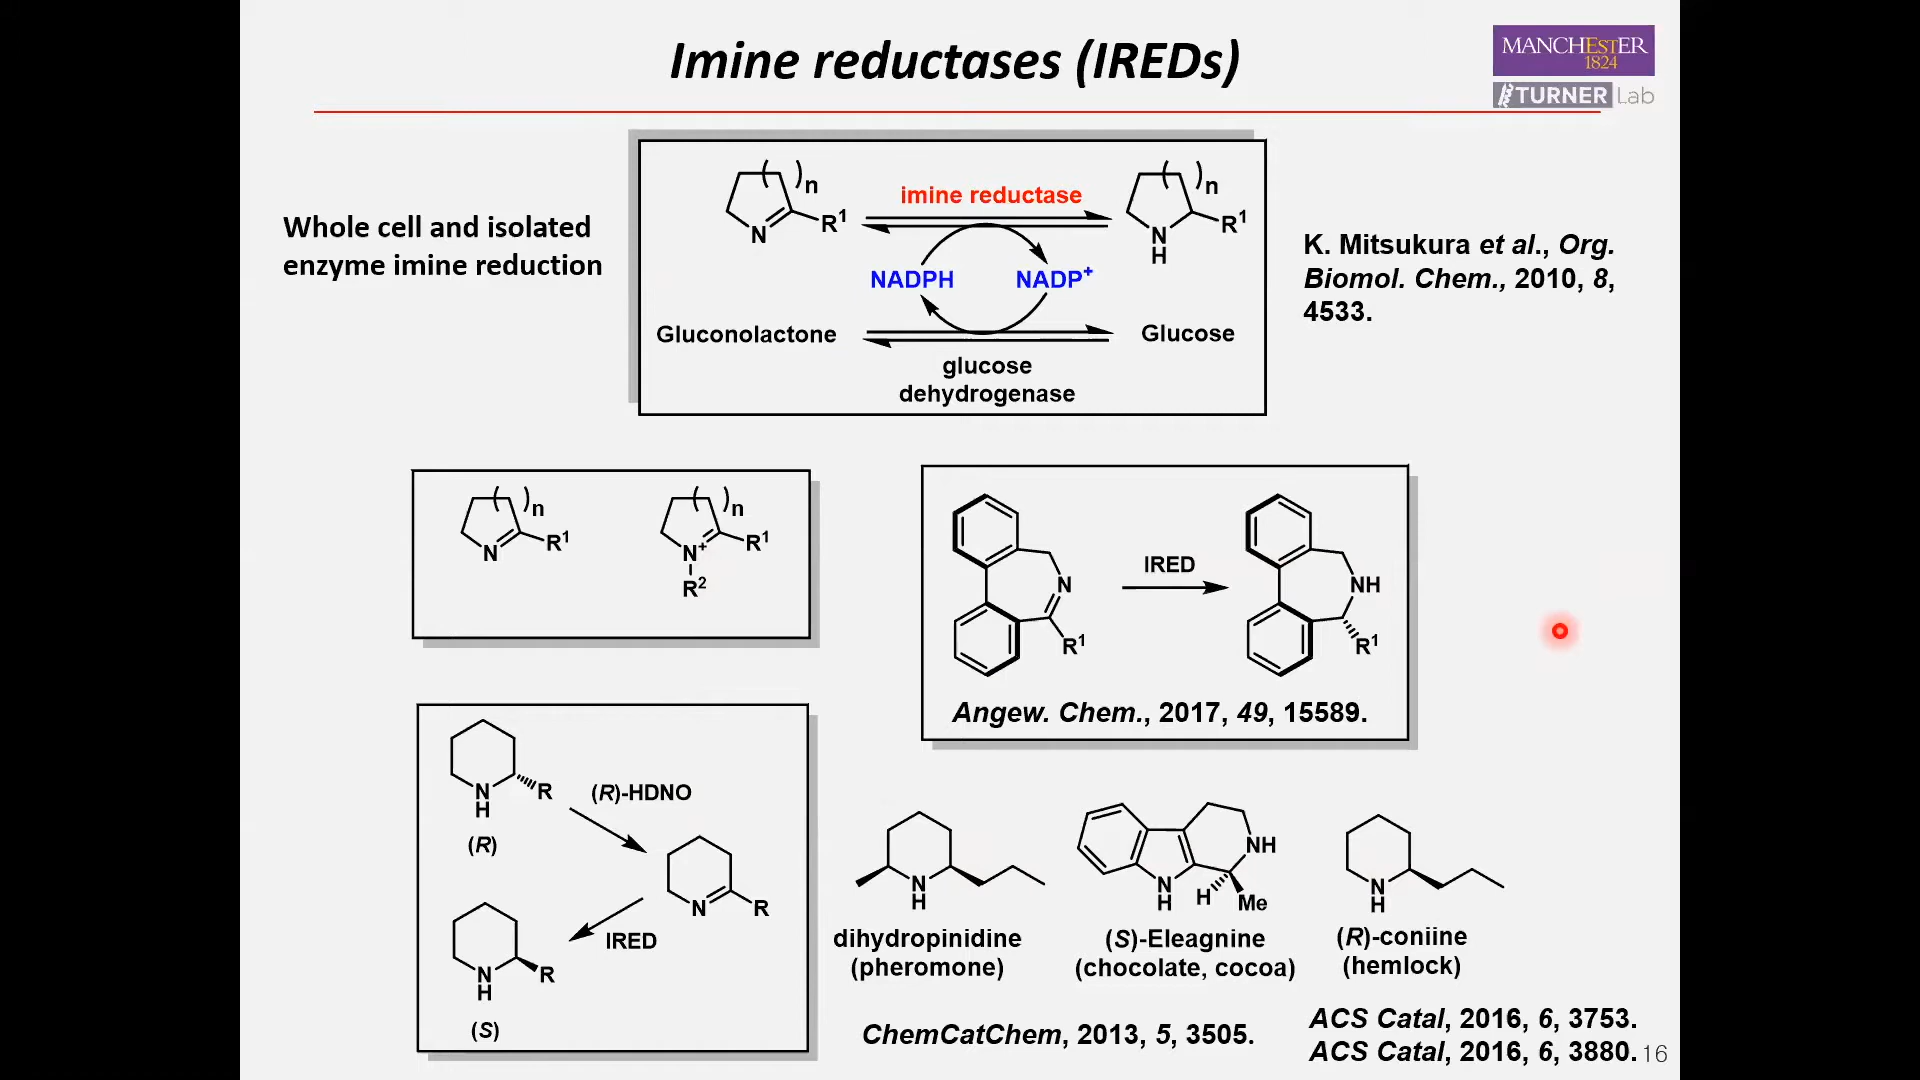 Imine reductases (IREDs)
MANCHESTER
1824
TURNER Lab
Whole cell and isolated
enzyme imine reduction
( )n
N
R¹
imine reductase
( )n
N
H
R¹
NADPH
NADP⁺
Gluconolactone
Glucose
glucose
dehydrogenase
K. Mitsukura et al., Org.
Biomol. Chem., 2010, 8,
4533.
( )n
N
R¹
( )n
N⁺
R¹
R²
N
R¹
IRED
NH
R¹
Angew. Chem., 2017, 49, 15589.
N
H
R
(R)
(R)-HDNO
N
R
IRED
N
H
R
(S)
N
H
dihydropinidine
(pheromone)
NH
N
H
H
Me
(S)-Eleagnine
(chocolate, cocoa)
N
H
(R)-coniine
(hemlock)
ChemCatChem, 2013, 5, 3505.
ACS Catal, 2016, 6, 3753.
ACS Catal, 2016, 6, 3880.
16